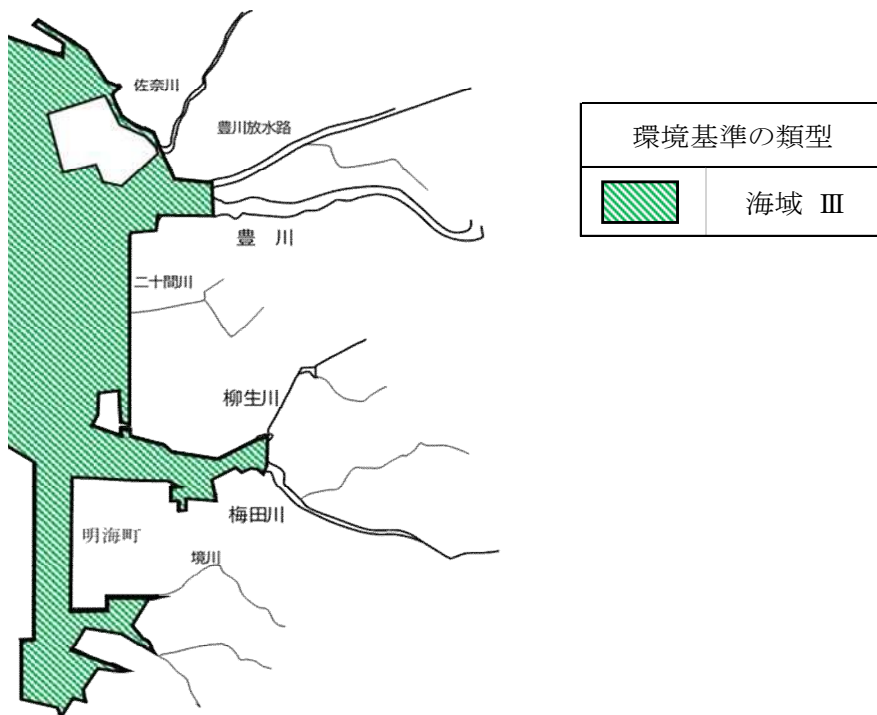 佐奈川
豊川放水路
豊 川
二十間川
柳生川
梅田川
明海町
境川
環境基準の類型
海域 Ⅲ